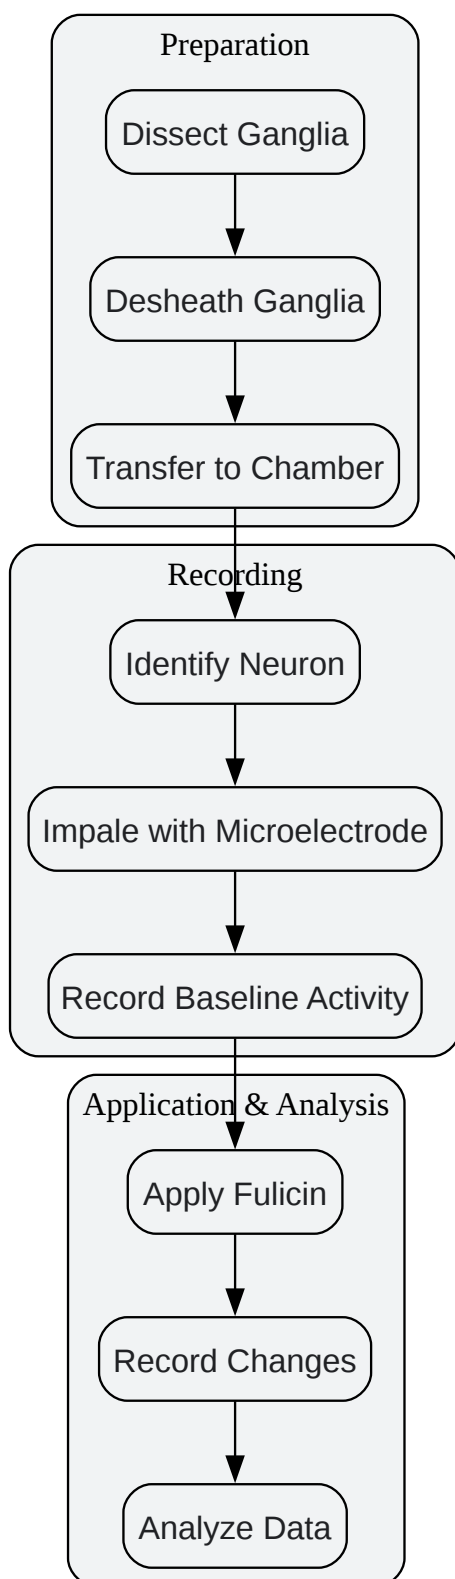 Preparation
Dissect Ganglia
Desheath Ganglia
Transfer to Chamber
Recording
Identify Neuron
Impale with Microelectrode
Record Baseline Activity
Application & Analysis
Apply Fulicin
Record Changes
Analyze Data